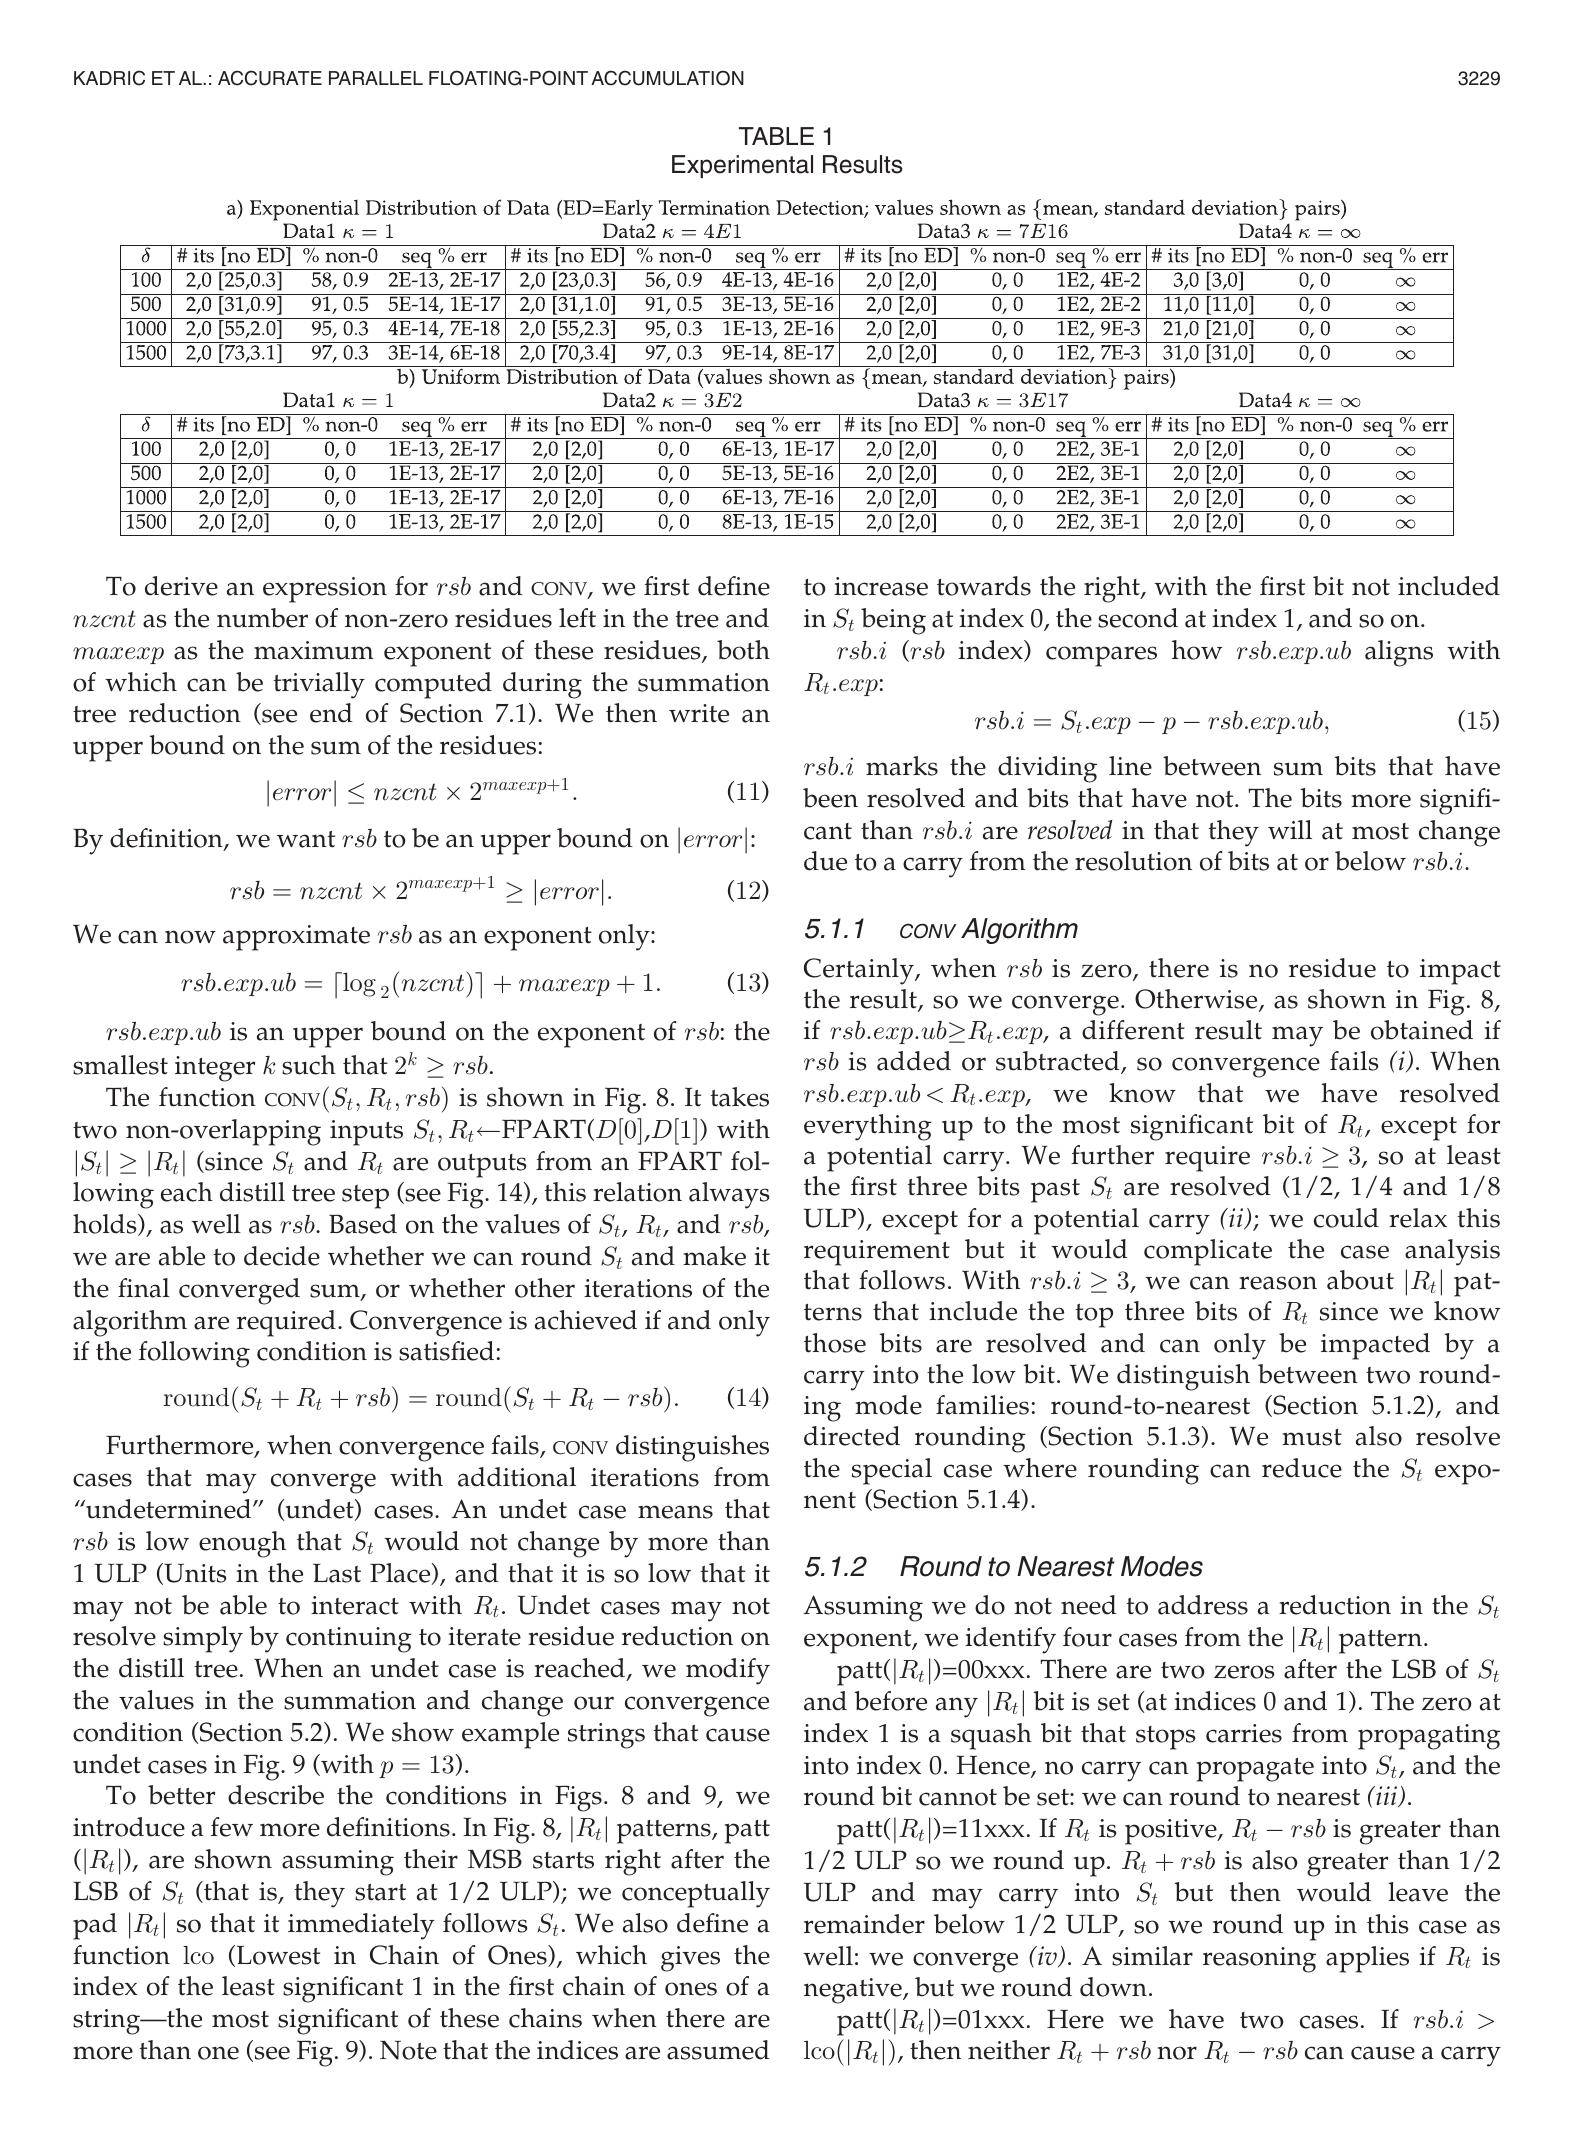 KADRIC ET AL.: ACCURATE PARALLEL FLOATING-POINT ACCUMULATION 3229
TABLE 1
Experimental Results
a) Exponential Distribution of Data (ED=Early Termination Detection; values shown as {mean, standard deviation} pairs)
Data1 κ = 1 Data2 κ = 4E1 Data3 κ = 7E16 Data4 κ = ∞
δ # its [no ED] % non-0 seq % err # its [no ED] % non-0 seq % err # its [no ED] % non-0 seq % err # its [no ED] % non-0 seq % err
100 2,0 [25,0.3] 58, 0.9 2E-13, 2E-17 2,0 [23,0.3] 56, 0.9 4E-13, 4E-16 2,0 [2,0] 0, 0 1E2, 4E-2 3,0 [3,0] 0, 0 ∞
500 2,0 [31,0.9] 91, 0.5 5E-14, 1E-17 2,0 [31,1.0] 91, 0.5 3E-13, 5E-16 2,0 [2,0] 0, 0 1E2, 2E-2 11,0 [11,0] 0, 0 ∞
1000 2,0 [55,2.0] 95, 0.3 4E-14, 7E-18 2,0 [55,2.3] 95, 0.3 1E-13, 2E-16 2,0 [2,0] 0, 0 1E2, 9E-3 21,0 [21,0] 0, 0 ∞
1500 2,0 [73,3.1] 97, 0.3 3E-14, 6E-18 2,0 [70,3.4] 97, 0.3 9E-14, 8E-17 2,0 [2,0] 0, 0 1E2, 7E-3 31,0 [31,0] 0, 0 ∞
b) Uniform Distribution of Data (values shown as {mean, standard deviation} pairs)
Data1 κ = 1 Data2 κ = 3E2 Data3 κ = 3E17 Data4 κ = ∞
δ # its [no ED] % non-0 seq % err # its [no ED] % non-0 seq % err # its [no ED] % non-0 seq % err # its [no ED] % non-0 seq % err
100 2,0 [2,0] 0, 0 1E-13, 2E-17 2,0 [2,0] 0, 0 6E-13, 1E-17 2,0 [2,0] 0, 0 2E2, 3E-1 2,0 [2,0] 0, 0 ∞
500 2,0 [2,0] 0, 0 1E-13, 2E-17 2,0 [2,0] 0, 0 5E-13, 5E-16 2,0 [2,0] 0, 0 2E2, 3E-1 2,0 [2,0] 0, 0 ∞
1000 2,0 [2,0] 0, 0 1E-13, 2E-17 2,0 [2,0] 0, 0 6E-13, 7E-16 2,0 [2,0] 0, 0 2E2, 3E-1 2,0 [2,0] 0, 0 ∞
1500 2,0 [2,0] 0, 0 1E-13, 2E-17 2,0 [2,0] 0, 0 8E-13, 1E-15 2,0 [2,0] 0, 0 2E2, 3E-1 2,0 [2,0] 0, 0 ∞
To derive an expression for rsb and CONV, we first define
nzcnt as the number of non-zero residues left in the tree and
maxexp as the maximum exponent of these residues, both
of which can be trivially computed during the summation
tree reduction (see end of Section 7.1). We then write an
upper bound on the sum of the residues:
|error| ≤ nzcnt × 2^{maxexp+1}. (11)
By definition, we want rsb to be an upper bound on |error|:
rsb = nzcnt × 2^{maxexp+1} ≥ |error|. (12)
We can now approximate rsb as an exponent only:
rsb.exp.ub = ⌈log₂(nzcnt)⌉ + maxexp + 1. (13)
rsb.exp.ub is an upper bound on the exponent of rsb: the
smallest integer k such that 2^k ≥ rsb.
The function CONV(S_t, R_t, rsb) is shown in Fig. 8. It takes
two non-overlapping inputs S_t, R_t←FPART(D[0],D[1]) with
|S_t| ≥ |R_t| (since S_t and R_t are outputs from an FPART fol-
lowing each distill tree step (see Fig. 14), this relation always
holds), as well as rsb. Based on the values of S_t, R_t, and rsb,
we are able to decide whether we can round S_t and make it
the final converged sum, or whether other iterations of the
algorithm are required. Convergence is achieved if and only
if the following condition is satisfied:
round(S_t + R_t + rsb) = round(S_t + R_t − rsb). (14)
Furthermore, when convergence fails, CONV distinguishes
cases that may converge with additional iterations from
“undetermined” (undet) cases. An undet case means that
rsb is low enough that S_t would not change by more than
1 ULP (Units in the Last Place), and that it is so low that it
may not be able to interact with R_t. Undet cases may not
resolve simply by continuing to iterate residue reduction on
the distill tree. When an undet case is reached, we modify
the values in the summation and change our convergence
condition (Section 5.2). We show example strings that cause
undet cases in Fig. 9 (with p = 13).
To better describe the conditions in Figs. 8 and 9, we
introduce a few more definitions. In Fig. 8, |R_t| patterns, patt
(|R_t|), are shown assuming their MSB starts right after the
LSB of S_t (that is, they start at 1/2 ULP); we conceptually
pad |R_t| so that it immediately follows S_t. We also define a
function lco (Lowest in Chain of Ones), which gives the
index of the least significant 1 in the first chain of ones of a
string—the most significant of these chains when there are
more than one (see Fig. 9). Note that the indices are assumed
to increase towards the right, with the first bit not included
in S_t being at index 0, the second at index 1, and so on.
rsb.i (rsb index) compares how rsb.exp.ub aligns with
R_t.exp:
rsb.i = S_t.exp − p − rsb.exp.ub, (15)
rsb.i marks the dividing line between sum bits that have
been resolved and bits that have not. The bits more signifi-
cant than rsb.i are resolved in that they will at most change
due to a carry from the resolution of bits at or below rsb.i.
5.1.1 CONV Algorithm
Certainly, when rsb is zero, there is no residue to impact
the result, so we converge. Otherwise, as shown in Fig. 8,
if rsb.exp.ub≥R_t.exp, a different result may be obtained if
rsb is added or subtracted, so convergence fails (i). When
rsb.exp.ub < R_t.exp, we know that we have resolved
everything up to the most significant bit of R_t, except for
a potential carry. We further require rsb.i ≥ 3, so at least
the first three bits past S_t are resolved (1/2, 1/4 and 1/8
ULP), except for a potential carry (ii); we could relax this
requirement but it would complicate the case analysis
that follows. With rsb.i ≥ 3, we can reason about |R_t| pat-
terns that include the top three bits of R_t since we know
those bits are resolved and can only be impacted by a
carry into the low bit. We distinguish between two round-
ing mode families: round-to-nearest (Section 5.1.2), and
directed rounding (Section 5.1.3). We must also resolve
the special case where rounding can reduce the S_t expo-
nent (Section 5.1.4).
5.1.2 Round to Nearest Modes
Assuming we do not need to address a reduction in the S_t
exponent, we identify four cases from the |R_t| pattern.
patt(|R_t|)=00xxx. There are two zeros after the LSB of S_t
and before any |R_t| bit is set (at indices 0 and 1). The zero at
index 1 is a squash bit that stops carries from propagating
into index 0. Hence, no carry can propagate into S_t, and the
round bit cannot be set: we can round to nearest (iii).
patt(|R_t|)=11xxx. If R_t is positive, R_t − rsb is greater than
1/2 ULP so we round up. R_t + rsb is also greater than 1/2
ULP and may carry into S_t but then would leave the
remainder below 1/2 ULP, so we round up in this case as
well: we converge (iv). A similar reasoning applies if R_t is
negative, but we round down.
patt(|R_t|)=01xxx. Here we have two cases. If rsb.i >
lco(|R_t|), then neither R_t + rsb nor R_t − rsb can cause a carry